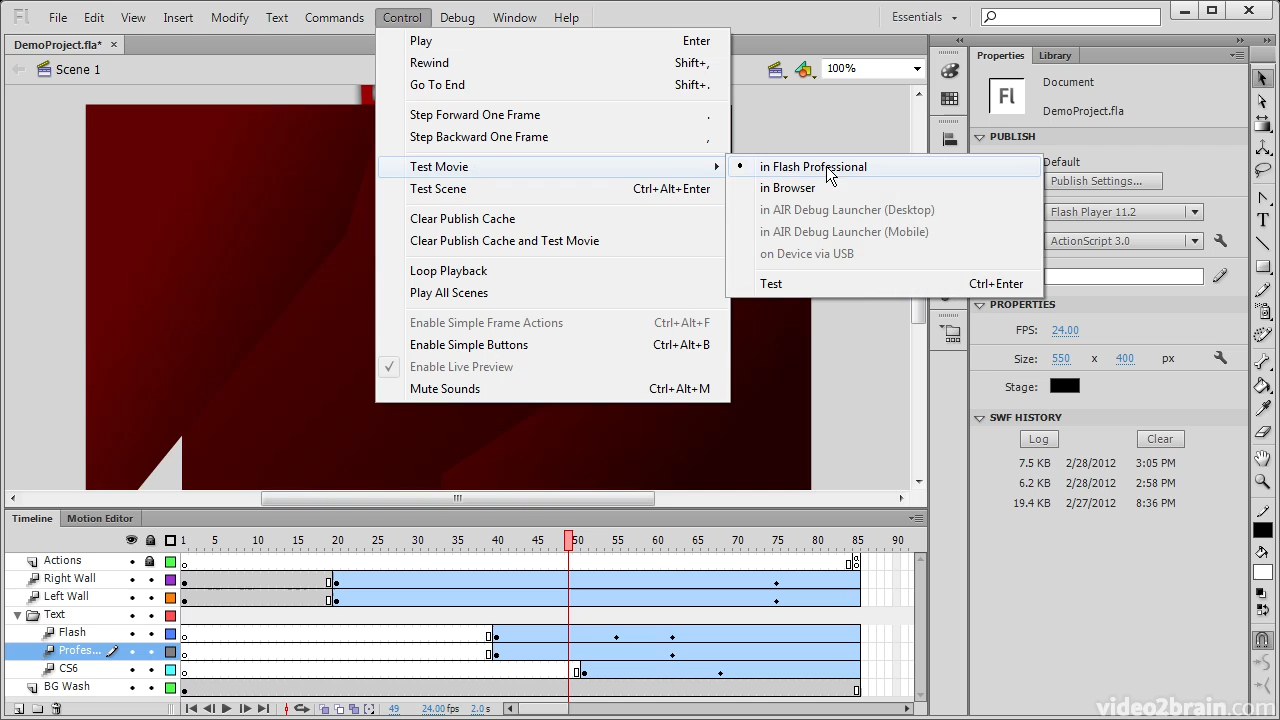 Fl File Edit View Insert Modify Text Commands Control Debug Window Help Essentials
DemoProject.fla*
Scene 1
100%
Play Enter
Rewind Shift+,
Go To End Shift+.
Step Forward One Frame .
Step Backward One Frame ,
Test Movie
Test Scene Ctrl+Alt+Enter
Clear Publish Cache
Clear Publish Cache and Test Movie
Loop Playback
Play All Scenes
Enable Simple Frame Actions Ctrl+Alt+F
Enable Simple Buttons Ctrl+Alt+B
Enable Live Preview
Mute Sounds Ctrl+Alt+M
in Flash Professional
in Browser
in AIR Debug Launcher (Desktop)
in AIR Debug Launcher (Mobile)
on Device via USB
Test Ctrl+Enter
Properties Library
Fl
Document
DemoProject.fla
PUBLISH
Default
Publish Settings...
Flash Player 11.2
ActionScript 3.0
PROPERTIES
FPS: 24.00
Size: 550 x 400 px
Stage:
SWF HISTORY
Log Clear
7.5 KB 2/28/2012 3:05 PM
6.2 KB 2/28/2012 2:58 PM
19.4 KB 2/27/2012 8:36 PM
Timeline Motion Editor
1 5 10 15 20 25 30 35 40 45 50 55 60 65 70 75 80 85 90
Actions
Right Wall
Left Wall
Text
Flash
Profes...
CS6
BG Wash
49 24.00 fps 2.0 s
video2brain.com